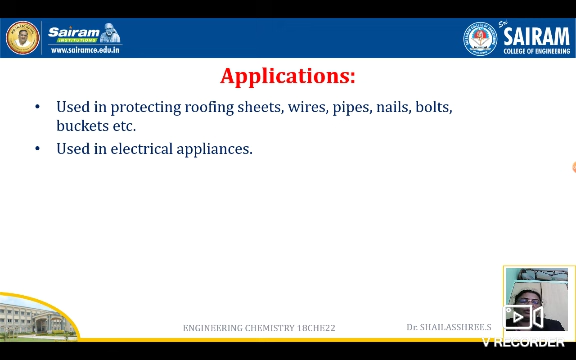 Sairam
INSTITUTIONS
www.sairamce.edu.in
Sri
SAIRAM
COLLEGE OF ENGINEERING
Applications:
• Used in protecting roofing sheets, wires, pipes, nails, bolts,
buckets etc.
• Used in electrical appliances.
ENGINEERING CHEMISTRY 18CHE22
Dr. SHAILASHREE.S
V RECORDER